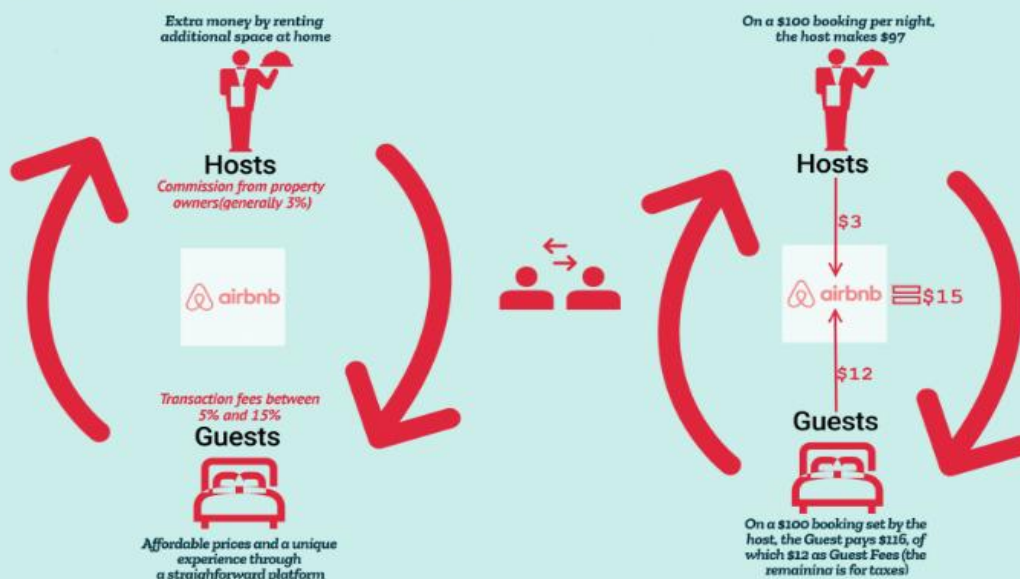 Extra money by renting
additional space at home
Hosts
Commission from property
owners(generally 3%)
airbnb
Transaction fees between
5% and 15%
Guests
Affordable prices and a unique
experience through
a straighforward platform
On a $100 booking per night,
the host makes $97
Hosts
$3
airbnb
$15
$12
Guests
On a $100 booking set by the
host, the Guest pays $116, of
which $12 as Guest Fees (the
remaining is for taxes)